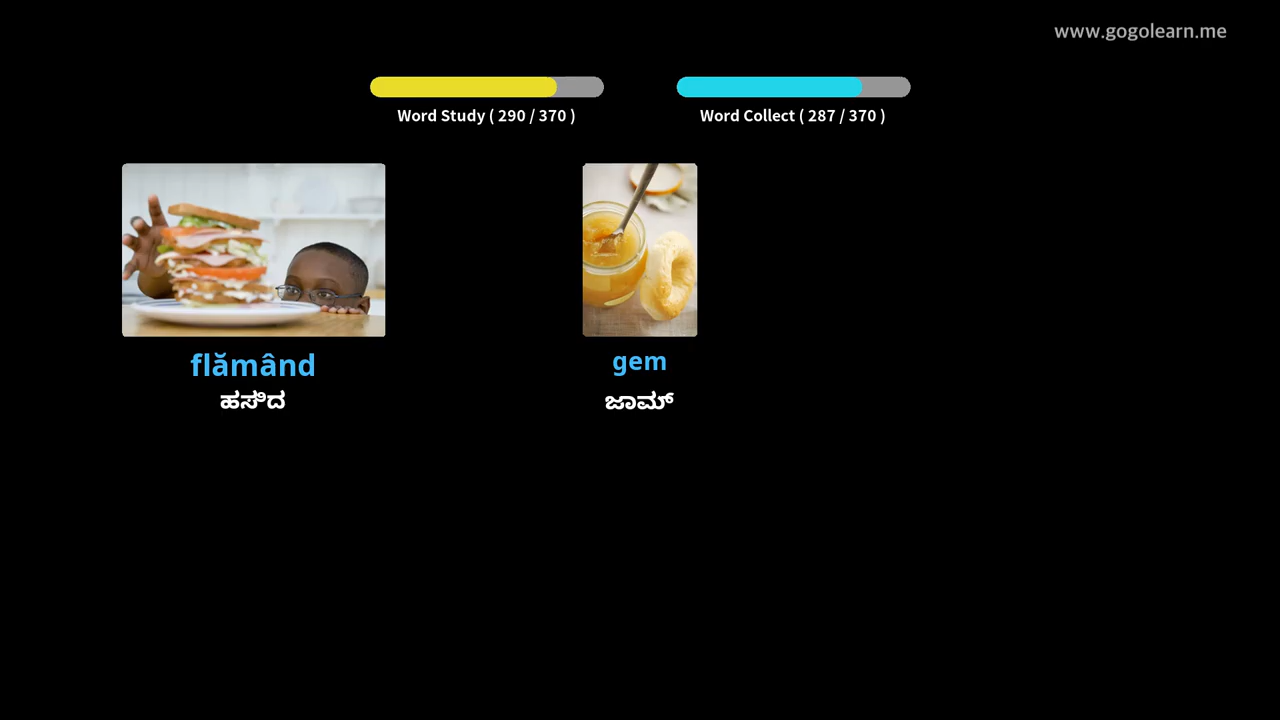 www.gogolearn.me
Word Study ( 290 / 370 )
Word Collect ( 287 / 370 )
flămând
ಹಸಿದ
gem
ಜಾಮ್